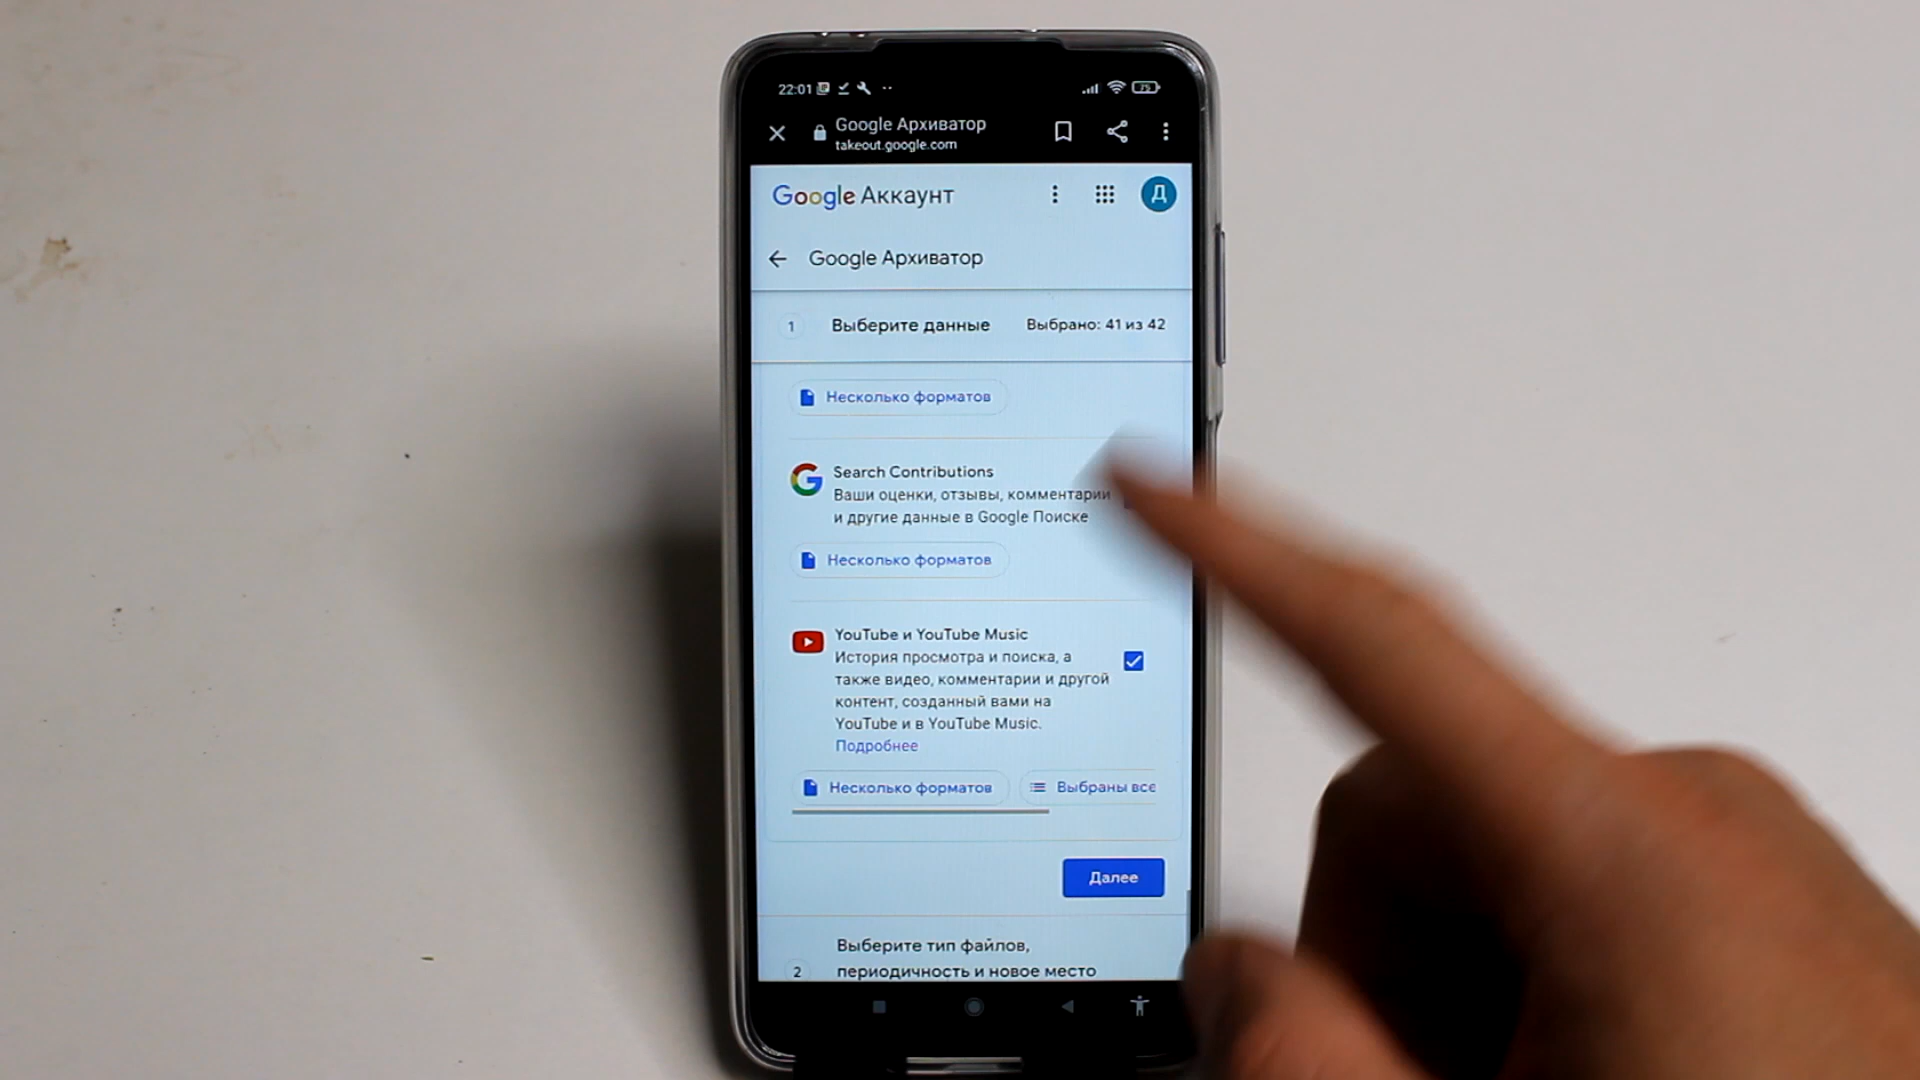 22:01
75
Google Архиватор
takeout.google.com
Google Аккаунт
Д
Google Архиватор
1 Выберите данные Выбрано: 41 из 42
Несколько форматов
Search Contributions
Ваши оценки, отзывы, комментарии
и другие данные в Google Поиске
Несколько форматов
YouTube и YouTube Music
История просмотра и поиска, а
также видео, комментарии и другой
контент, созданный вами на
YouTube и в YouTube Music.
Подробнее
Несколько форматов Выбраны все
Далее
Выберите тип файлов,
2 периодичность и новое место